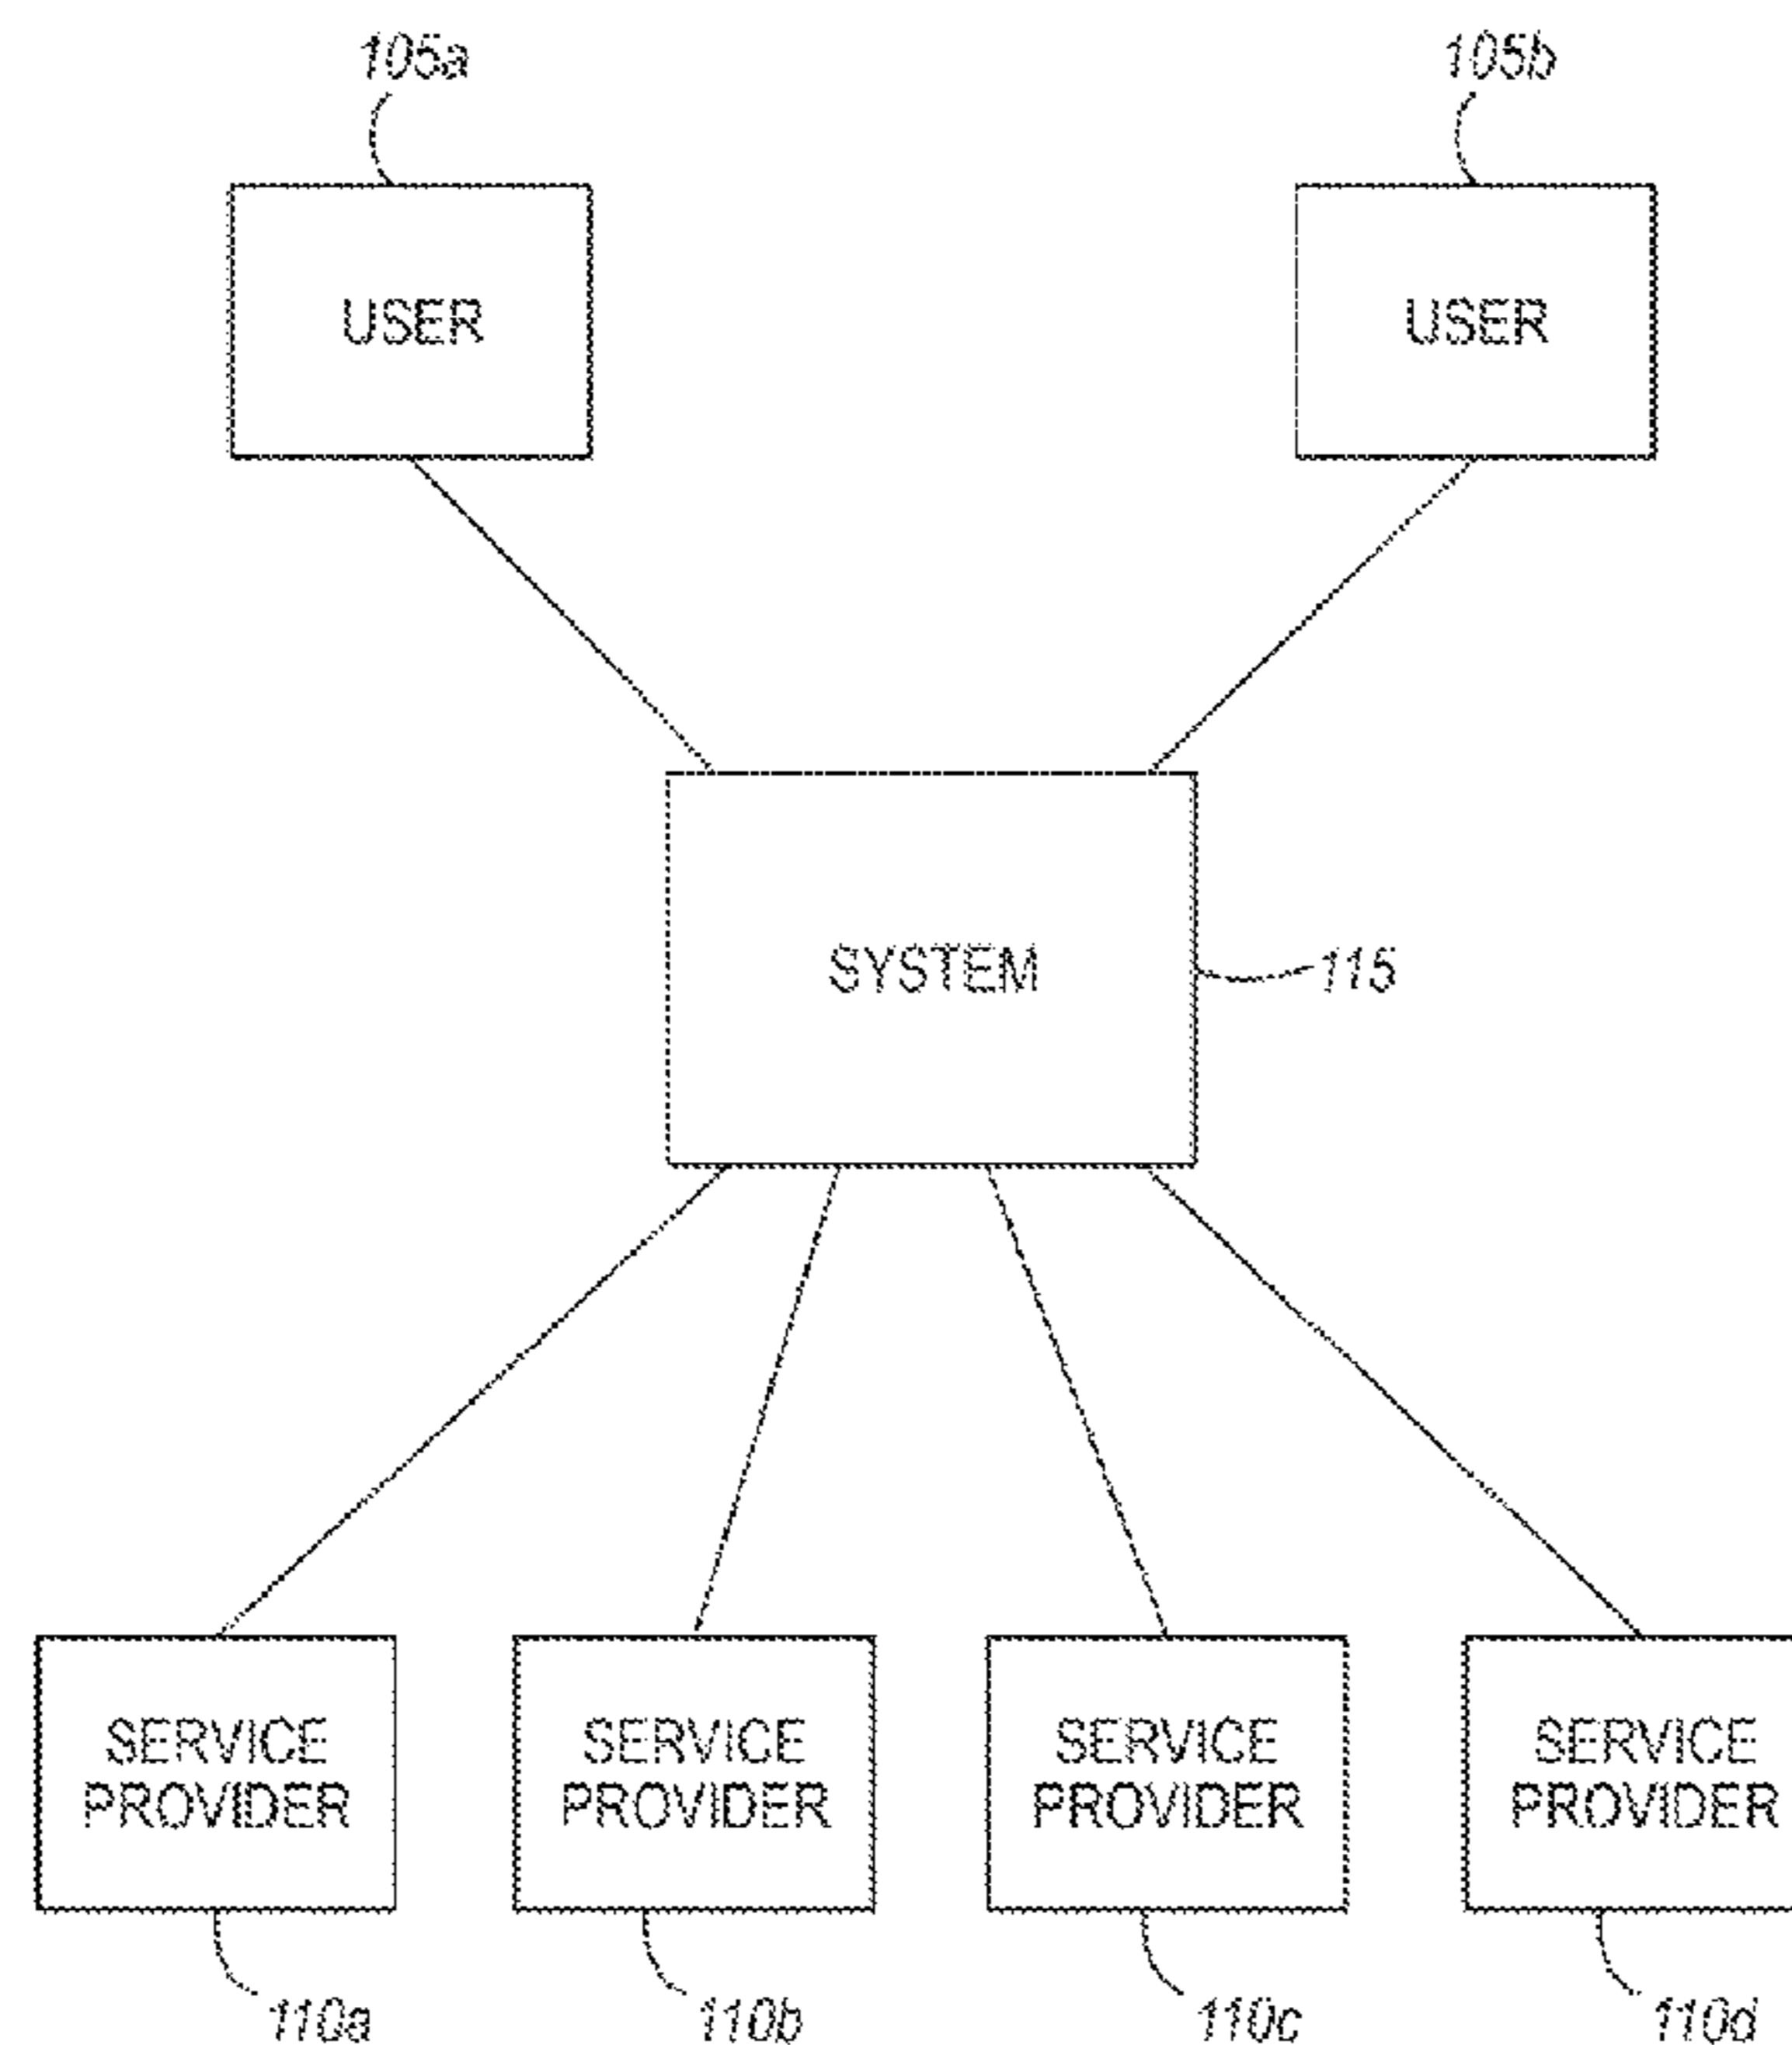 105a
105b
USER
USER
SYSTEM
115
SERVICE
PROVIDER
SERVICE
PROVIDER
SERVICE
PROVIDER
SERVICE
PROVIDER
110a
110b
110c
110d